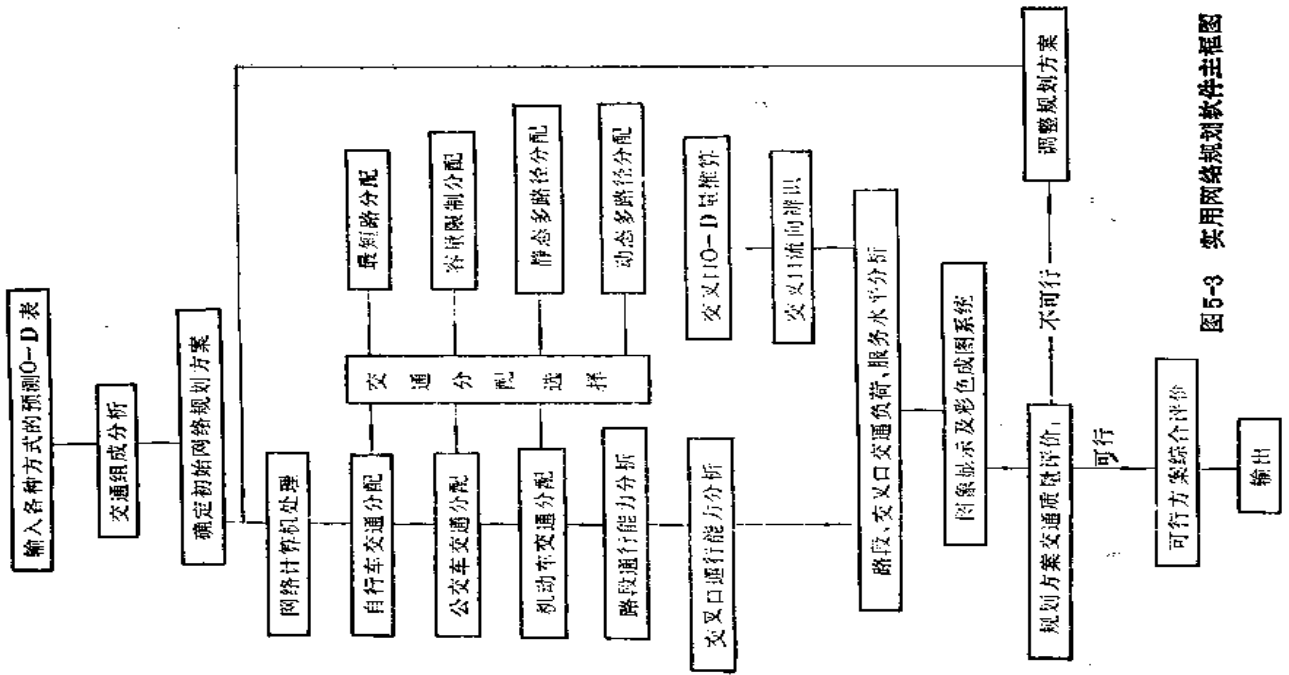 输入各种方式的预测O-D表
交通组成分析
确定初始网络规划方案
网络计算机处理
自行车交通分配
公交车交通分配
机动车交通分配
路段通行能力分析
交叉口通行能力分析
交通分配选择
最短路分配
容量限制分配
静态多路径分配
动态多路径分配
交叉口O-D量推算
交叉口流向辨识
路段、交叉口交通负荷、服务水平分析
图象显示及彩色成图系统
规划方案交通质量评价
不可行
调整规划方案
可行
可行方案综合评价
输出
图5-3 实用网络规划软件主框图